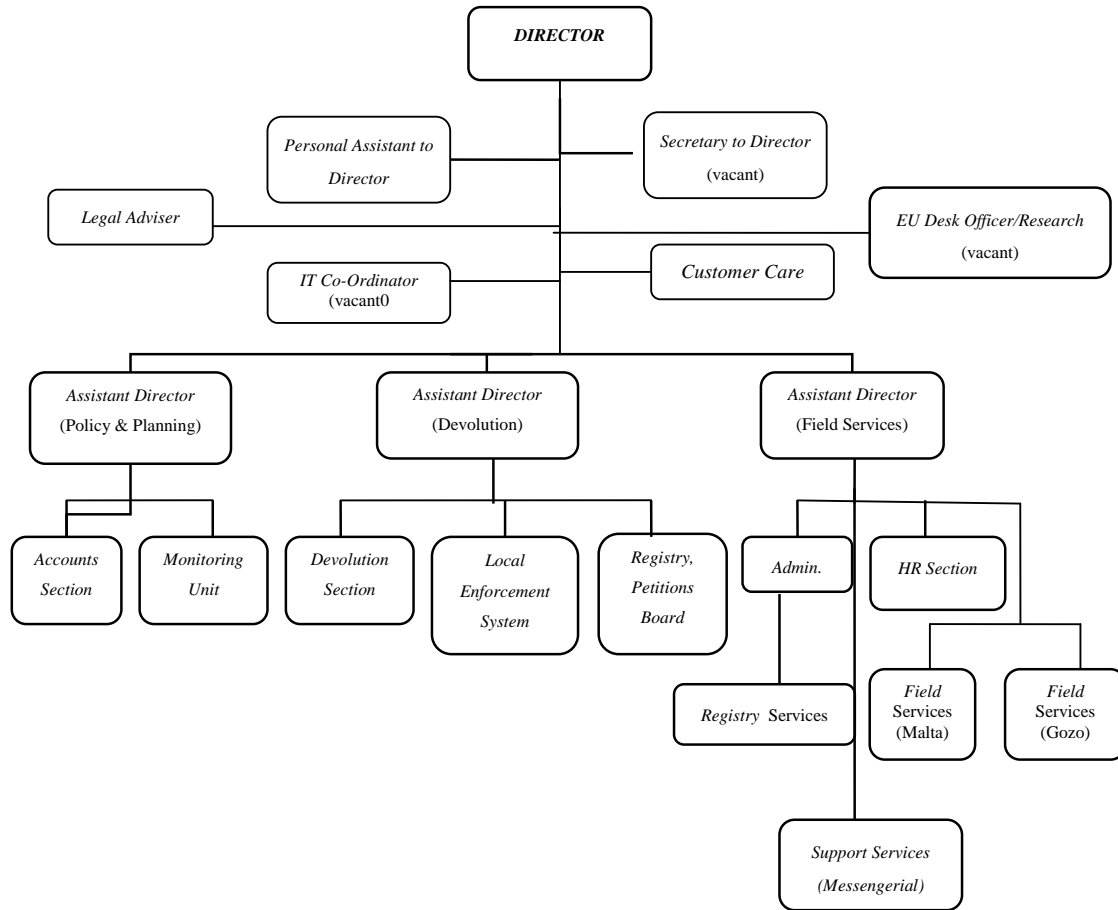 DIRECTOR
Personal Assistant to
Director
Secretary to Director
(vacant)
Legal Adviser
EU Desk Officer/Research
(vacant)
IT Co-Ordinator
(vacant0
Customer Care
Assistant Director
(Policy & Planning)
Assistant Director
(Devolution)
Assistant Director
(Field Services)
Accounts
Section
Monitoring
Unit
Devolution
Section
Local
Enforcement
System
Registry,
Petitions
Board
Admin.
HR Section
Registry Services
Field
Services
(Malta)
Field
Services
(Gozo)
Support Services
(Messengerial)